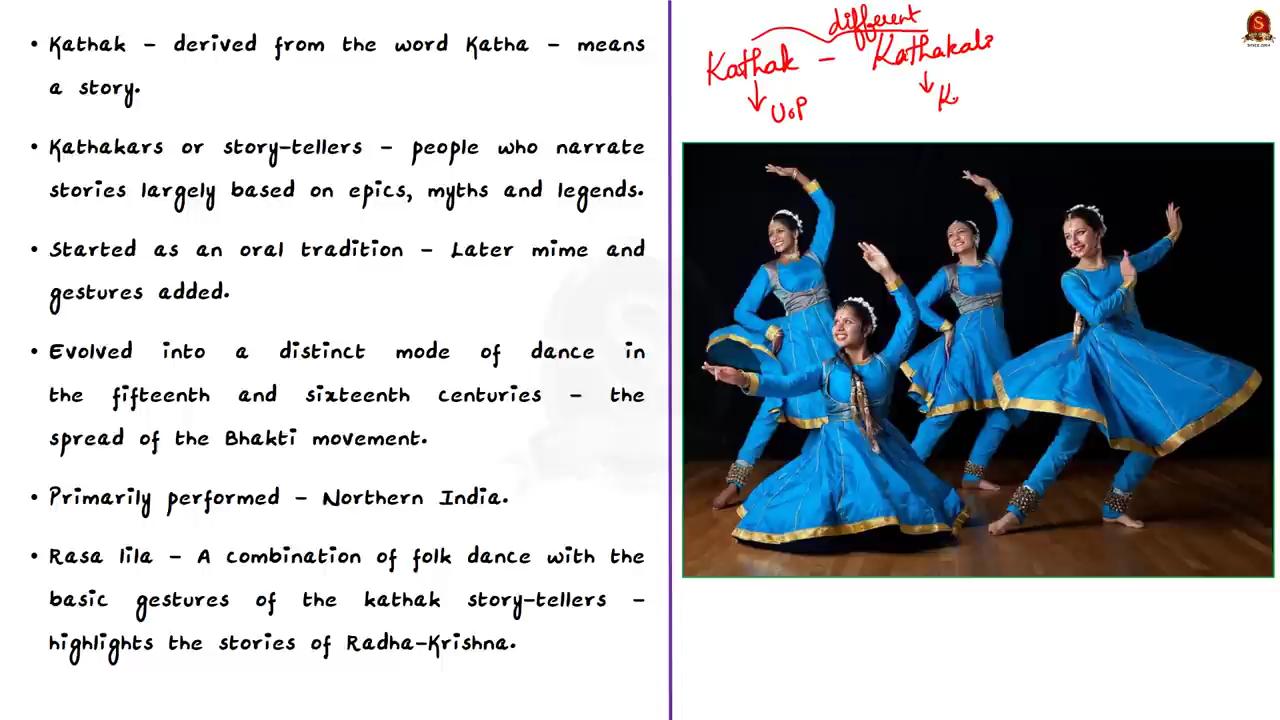 • Kathak – derived from the word Katha – means
a story.
• Kathakars or story-tellers – people who narrate
stories largely based on epics, myths and legends.
• Started as an oral tradition – Later mime and
gestures added.
• Evolved into a distinct mode of dance in
the fifteenth and sixteenth centuries – the
spread of the Bhakti movement.
• Primarily performed – Northern India.
• Rasa lila – A combination of folk dance with the
basic gestures of the kathak story-tellers –
highlights the stories of Radha-Krishna.
different
Kathak – Kathakali
U.P K